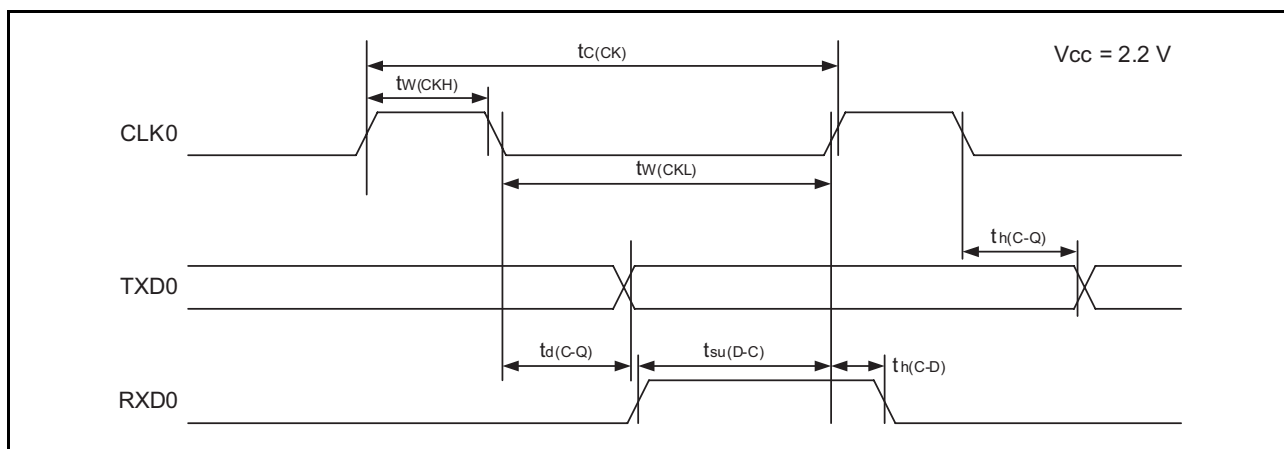 tC(CK)
Vcc = 2.2 V
tW(CKH)
CLK0
tW(CKL)
th(C-Q)
TXD0
td(C-Q)
tsu(D-C)
th(C-D)
RXD0